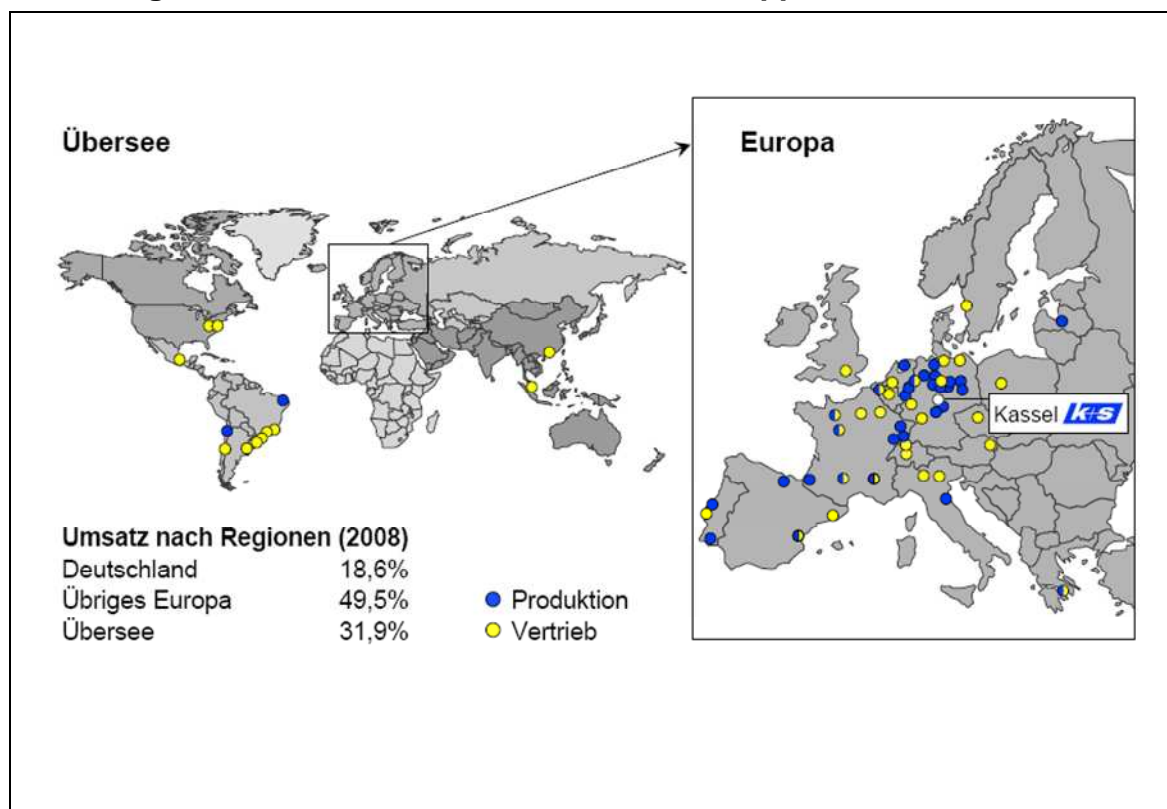 Übersee
Europa
Kassel k+s
Umsatz nach Regionen (2008)
Deutschland 18,6%
Übriges Europa 49,5%
Übersee 31,9%
Produktion
Vertrieb